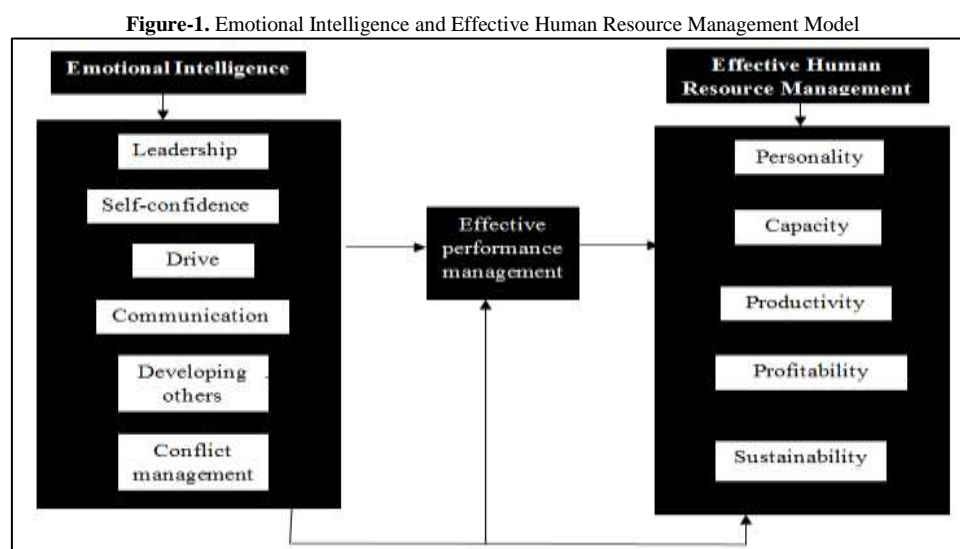 Figure-1. Emotional Intelligence and Effective Human Resource Management Model
Emotional Intelligence
Leadership
Self-confidence
Drive
Communication
Developing
others
Conflict
management
Effective
performance
management
Effective Human
Resource Management
Personality
Capacity
Productivity
Profitability
Sustainability